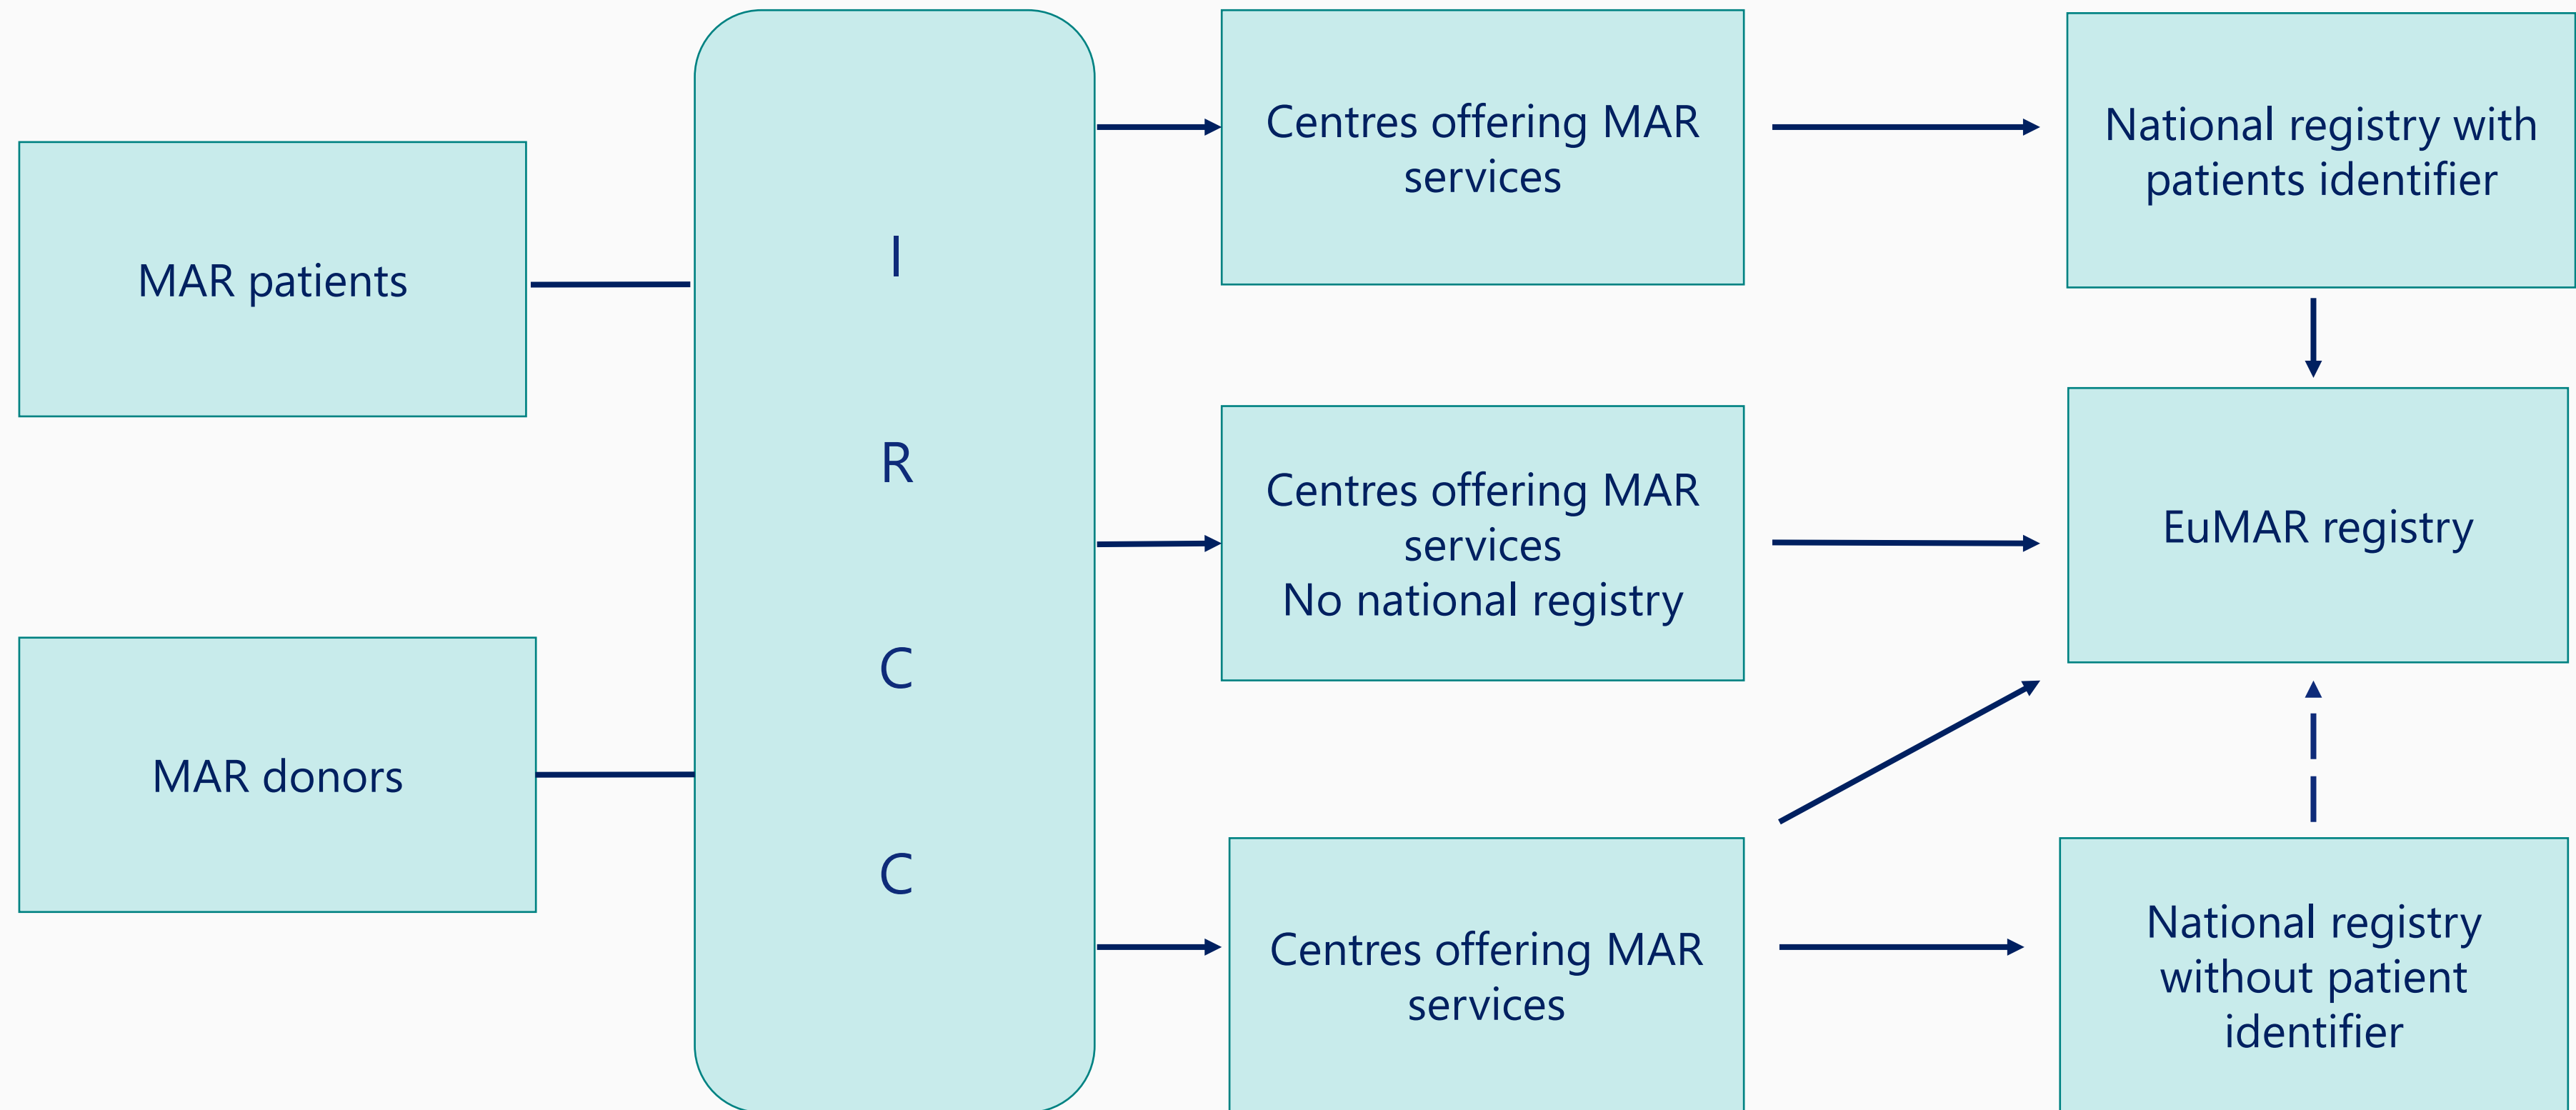 MAR patients
MAR donors
I
R
C
C
C
Centres offering MAR
services
Centres offering MAR
services
No national registry
Centres offering MAR
services
National registry with
patients identifier
EuMAR registry
National registry
without patient
identifier